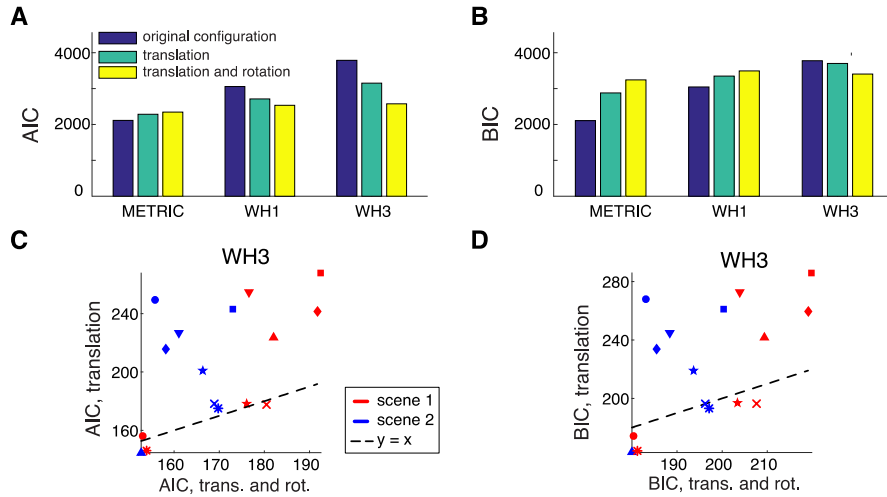 A
B
original configuration
translation
translation and rotation
AIC
4000
2000
0
METRIC
WH1
WH3
BIC
4000
2000
0
METRIC
WH1
WH3
C
D
WH3
AIC, translation
240
200
160
160
170
180
190
AIC, trans. and rot.
scene 1
scene 2
y = x
WH3
BIC, translation
280
240
200
190
200
210
BIC, trans. and rot.